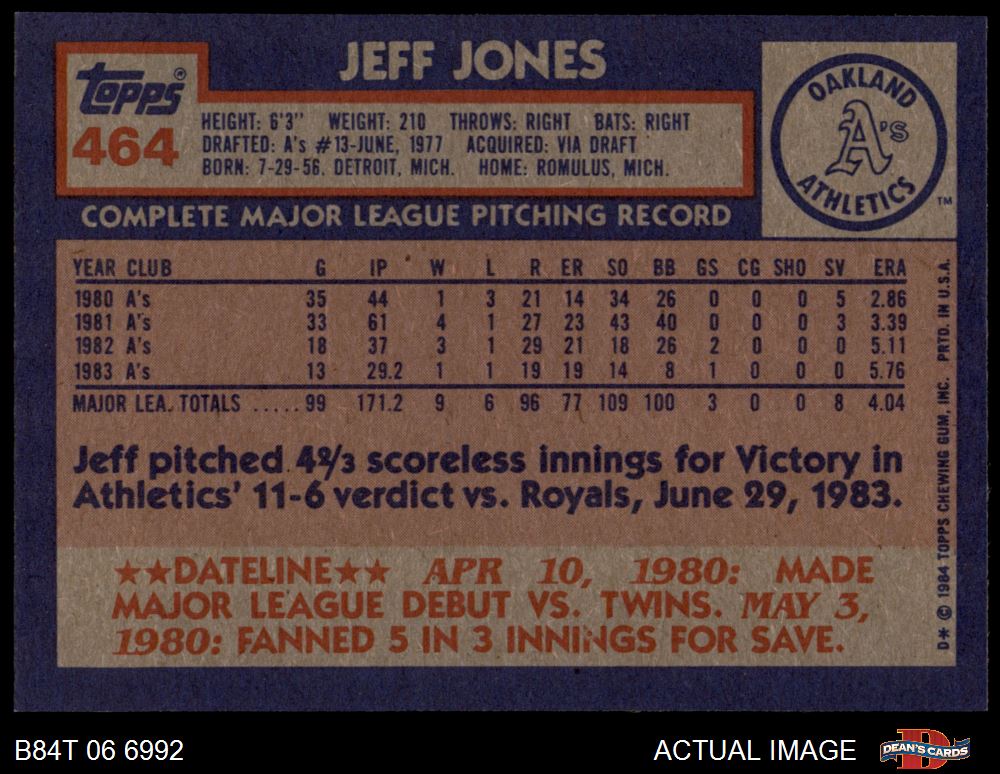 JEFF JONES
Topps®
464
HEIGHT: 6'3" WEIGHT: 210 THROWS: RIGHT BATS: RIGHT
DRAFTED: A's #13-JUNE, 1977 ACQUIRED: VIA DRAFT
BORN: 7-29-56, DETROIT, MICH. HOME: ROMULUS, MICH.
OAKLAND
A's
ATHLETICS
TM
COMPLETE MAJOR LEAGUE PITCHING RECORD
YEAR CLUB G IP W L R ER SO BB GS CG SHO SV ERA
1980 A's 35 44 1 3 21 14 34 26 0 0 0 5 2.86
1981 A's 33 61 4 1 27 23 43 40 0 0 0 3 3.39
1982 A's 18 37 3 1 29 21 18 26 2 0 0 0 5.11
1983 A's 13 29.2 1 1 19 19 14 8 1 0 0 0 5.76
MAJOR LEA. TOTALS ..... 99 171.2 9 6 96 77 109 100 3 0 0 8 4.04
Jeff pitched 4⅔ scoreless innings for Victory in
Athletics' 11-6 verdict vs. Royals, June 29, 1983.
★★DATELINE★★ APR 10, 1980: MADE
MAJOR LEAGUE DEBUT VS. TWINS. MAY 3,
1980: FANNED 5 IN 3 INNINGS FOR SAVE.
D* © 1984 TOPPS CHEWING GUM, INC. PRTD. IN U.S.A.
B84T 06 6992
ACTUAL IMAGE
DEAN'S CARDS